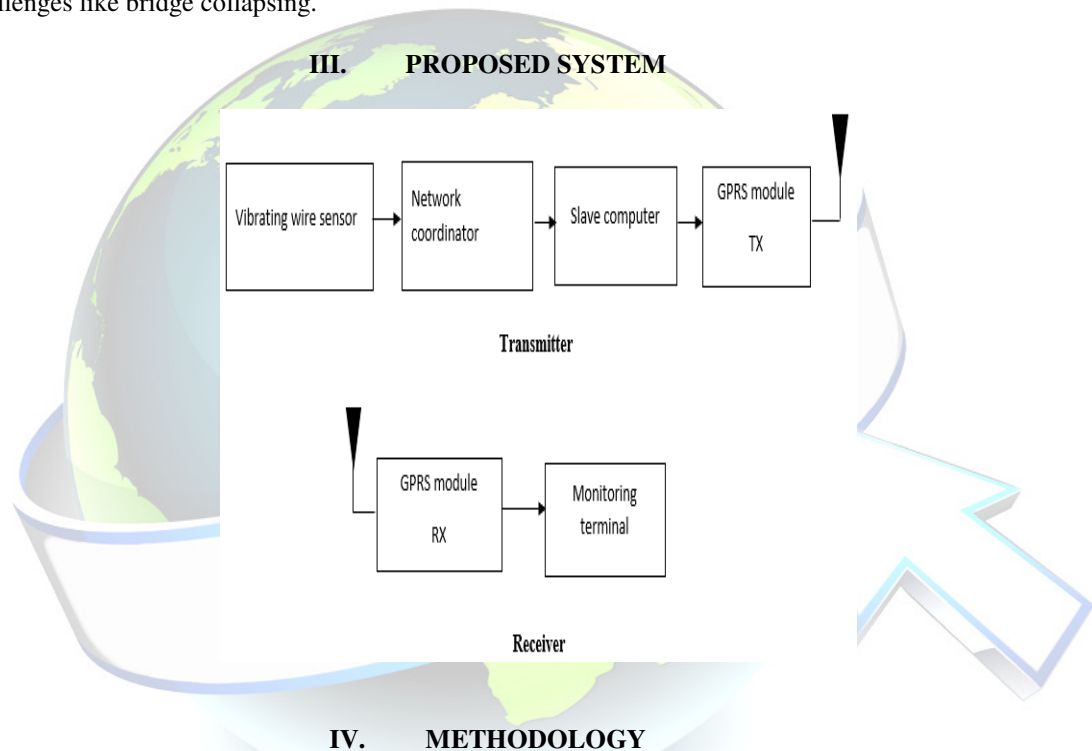 llenges like bridge collapsing.
III. PROPOSED SYSTEM
Vibrating wire sensor
Network
coordinator
Slave computer
GPRS module
TX
Transmitter
GPRS module
RX
Monitoring
terminal
Receiver
IV. METHODOLOGY